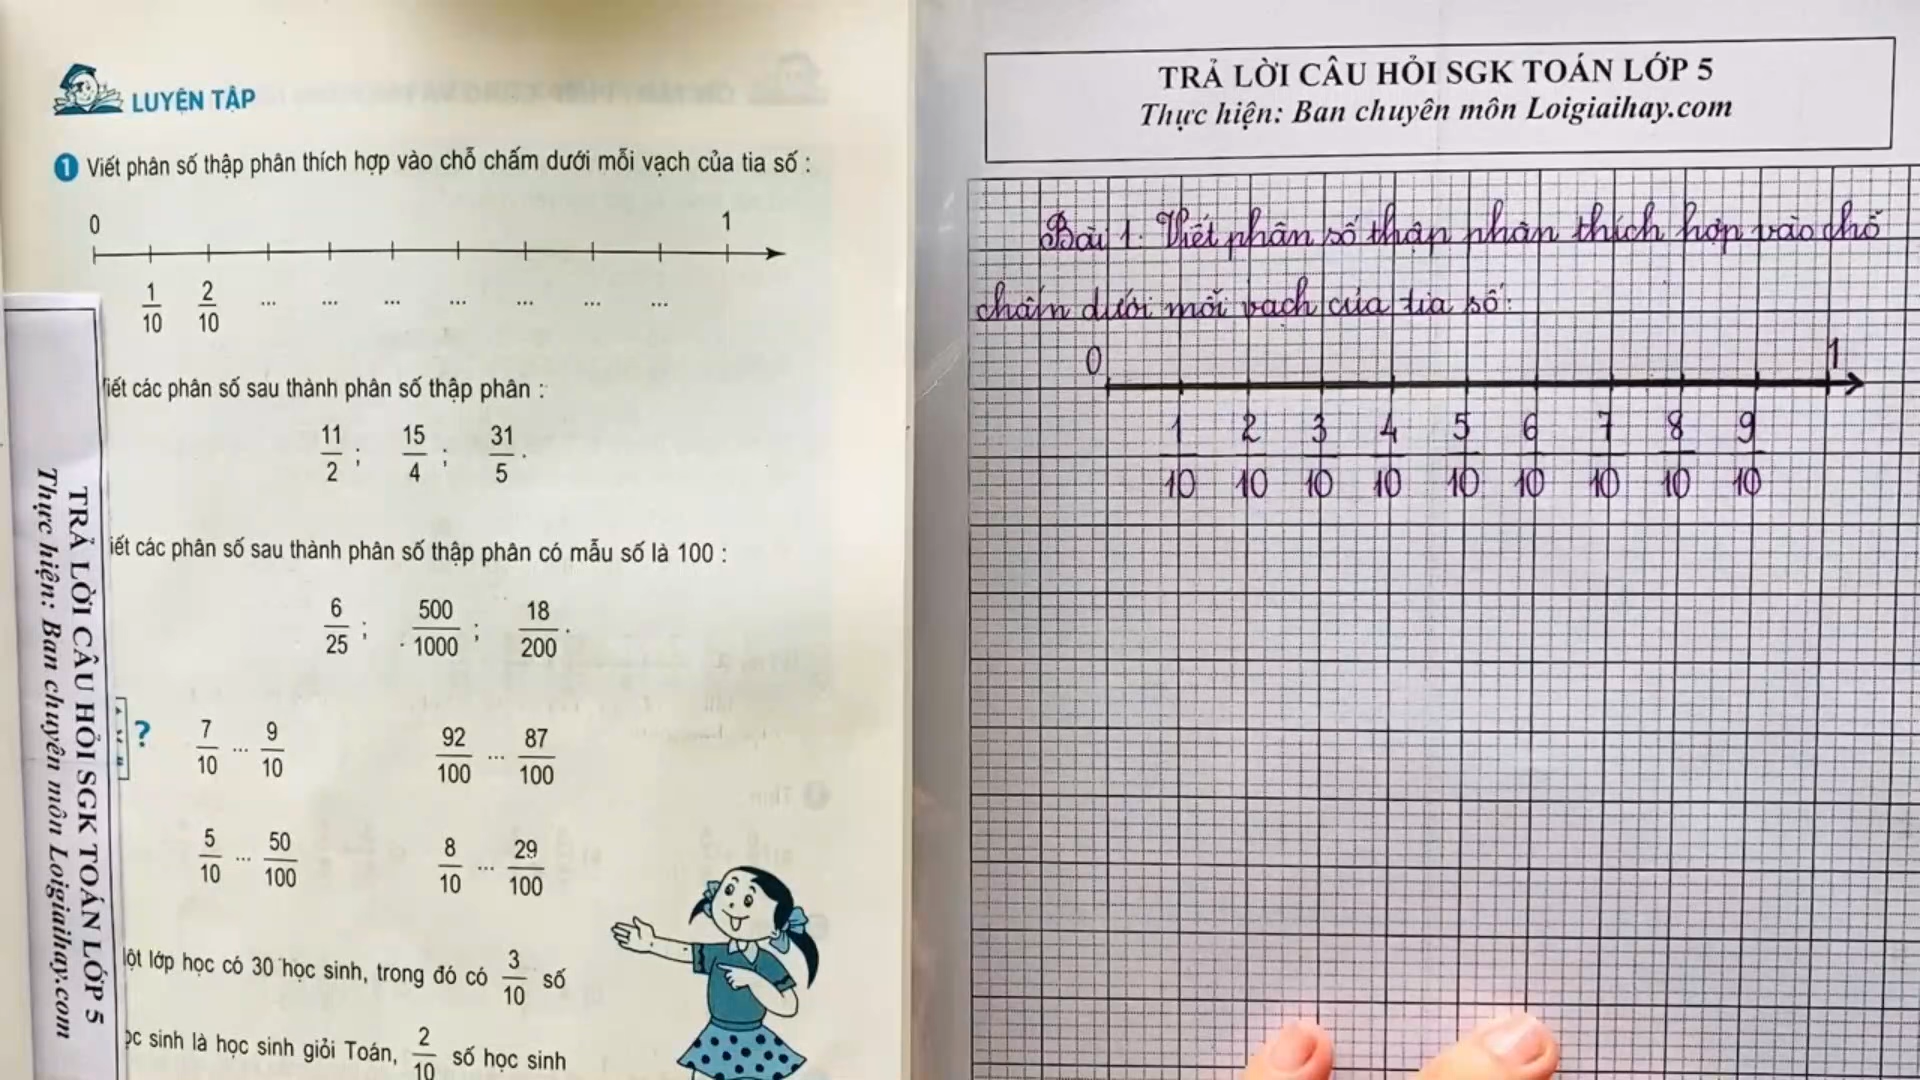 LUYỆN TẬP
1 Viết phân số thập phân thích hợp vào chỗ chấm dưới mỗi vạch của tia số :
0 1
1/10 2/10 ... ... ... ... ... ... ...
iết các phân số sau thành phân số thập phân :
11/2 ; 15/4 ; 31/5 .
iết các phân số sau thành phân số thập phân có mẫu số là 100 :
6/25 ; 500/1000 ; 18/200 .
? 7/10 ... 9/10 92/100 ... 87/100
5/10 ... 50/100 8/10 ... 29/100
ột lớp học có 30 học sinh, trong đó có 3/10 số
ọc sinh là học sinh giỏi Toán, 2/10 số học sinh
TRẢ LỜI CÂU HỎI SGK TOÁN LỚP 5
Thực hiện: Ban chuyên môn Loigiaihay.com
TRẢ LỜI CÂU HỎI SGK TOÁN LỚP 5
Thực hiện: Ban chuyên môn Loigiaihay.com
Bài 1. Viết phân số thập phân thích hợp vào chỗ
chấm dưới mỗi vạch của tia số:
0 1
1/10 2/10 3/10 4/10 5/10 6/10 7/10 8/10 9/10